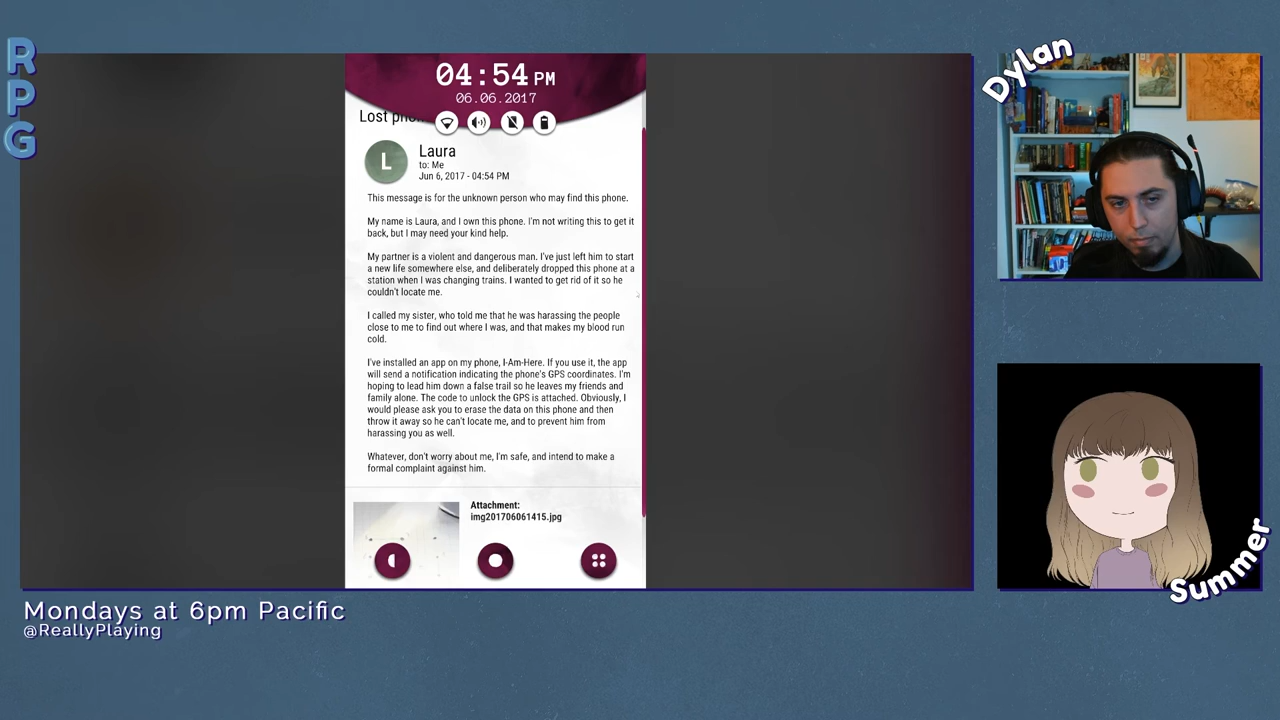 RPG
04:54 PM
06.06.2017
Lost
L
Laura
to: Me
Jun 6, 2017 - 04:54 PM
This message is for the unknown person who may find this phone.
My name is Laura, and I own this phone. I'm not writing this to get it
back, but I may need your kind help.
My partner is a violent and dangerous man. I've just left him to start
a new life somewhere else, and deliberately dropped this phone at a
station when I was changing trains. I wanted to get rid of it so he
couldn't locate me.
I called my sister, who told me that he was harassing the people
close to me to find out where I was, and that makes my blood run
cold.
I've installed an app on my phone, I-Am-Here. If you use it, the app
will send a notification indicating the phone's GPS coordinates. I'm
hoping to lead him down a false trail so he leaves my friends and
family alone. The code to unlock the GPS is attached. Obviously, I
would please ask you to erase the data on this phone and then
throw it away so he can't locate me, and to prevent him from
harassing you as well.
Whatever, don't worry about me, I'm safe, and intend to make a
formal complaint against him.
Attachment:
img201706061415.jpg
Dylan
Summer
Mondays at 6pm Pacific
@ReallyPlaying